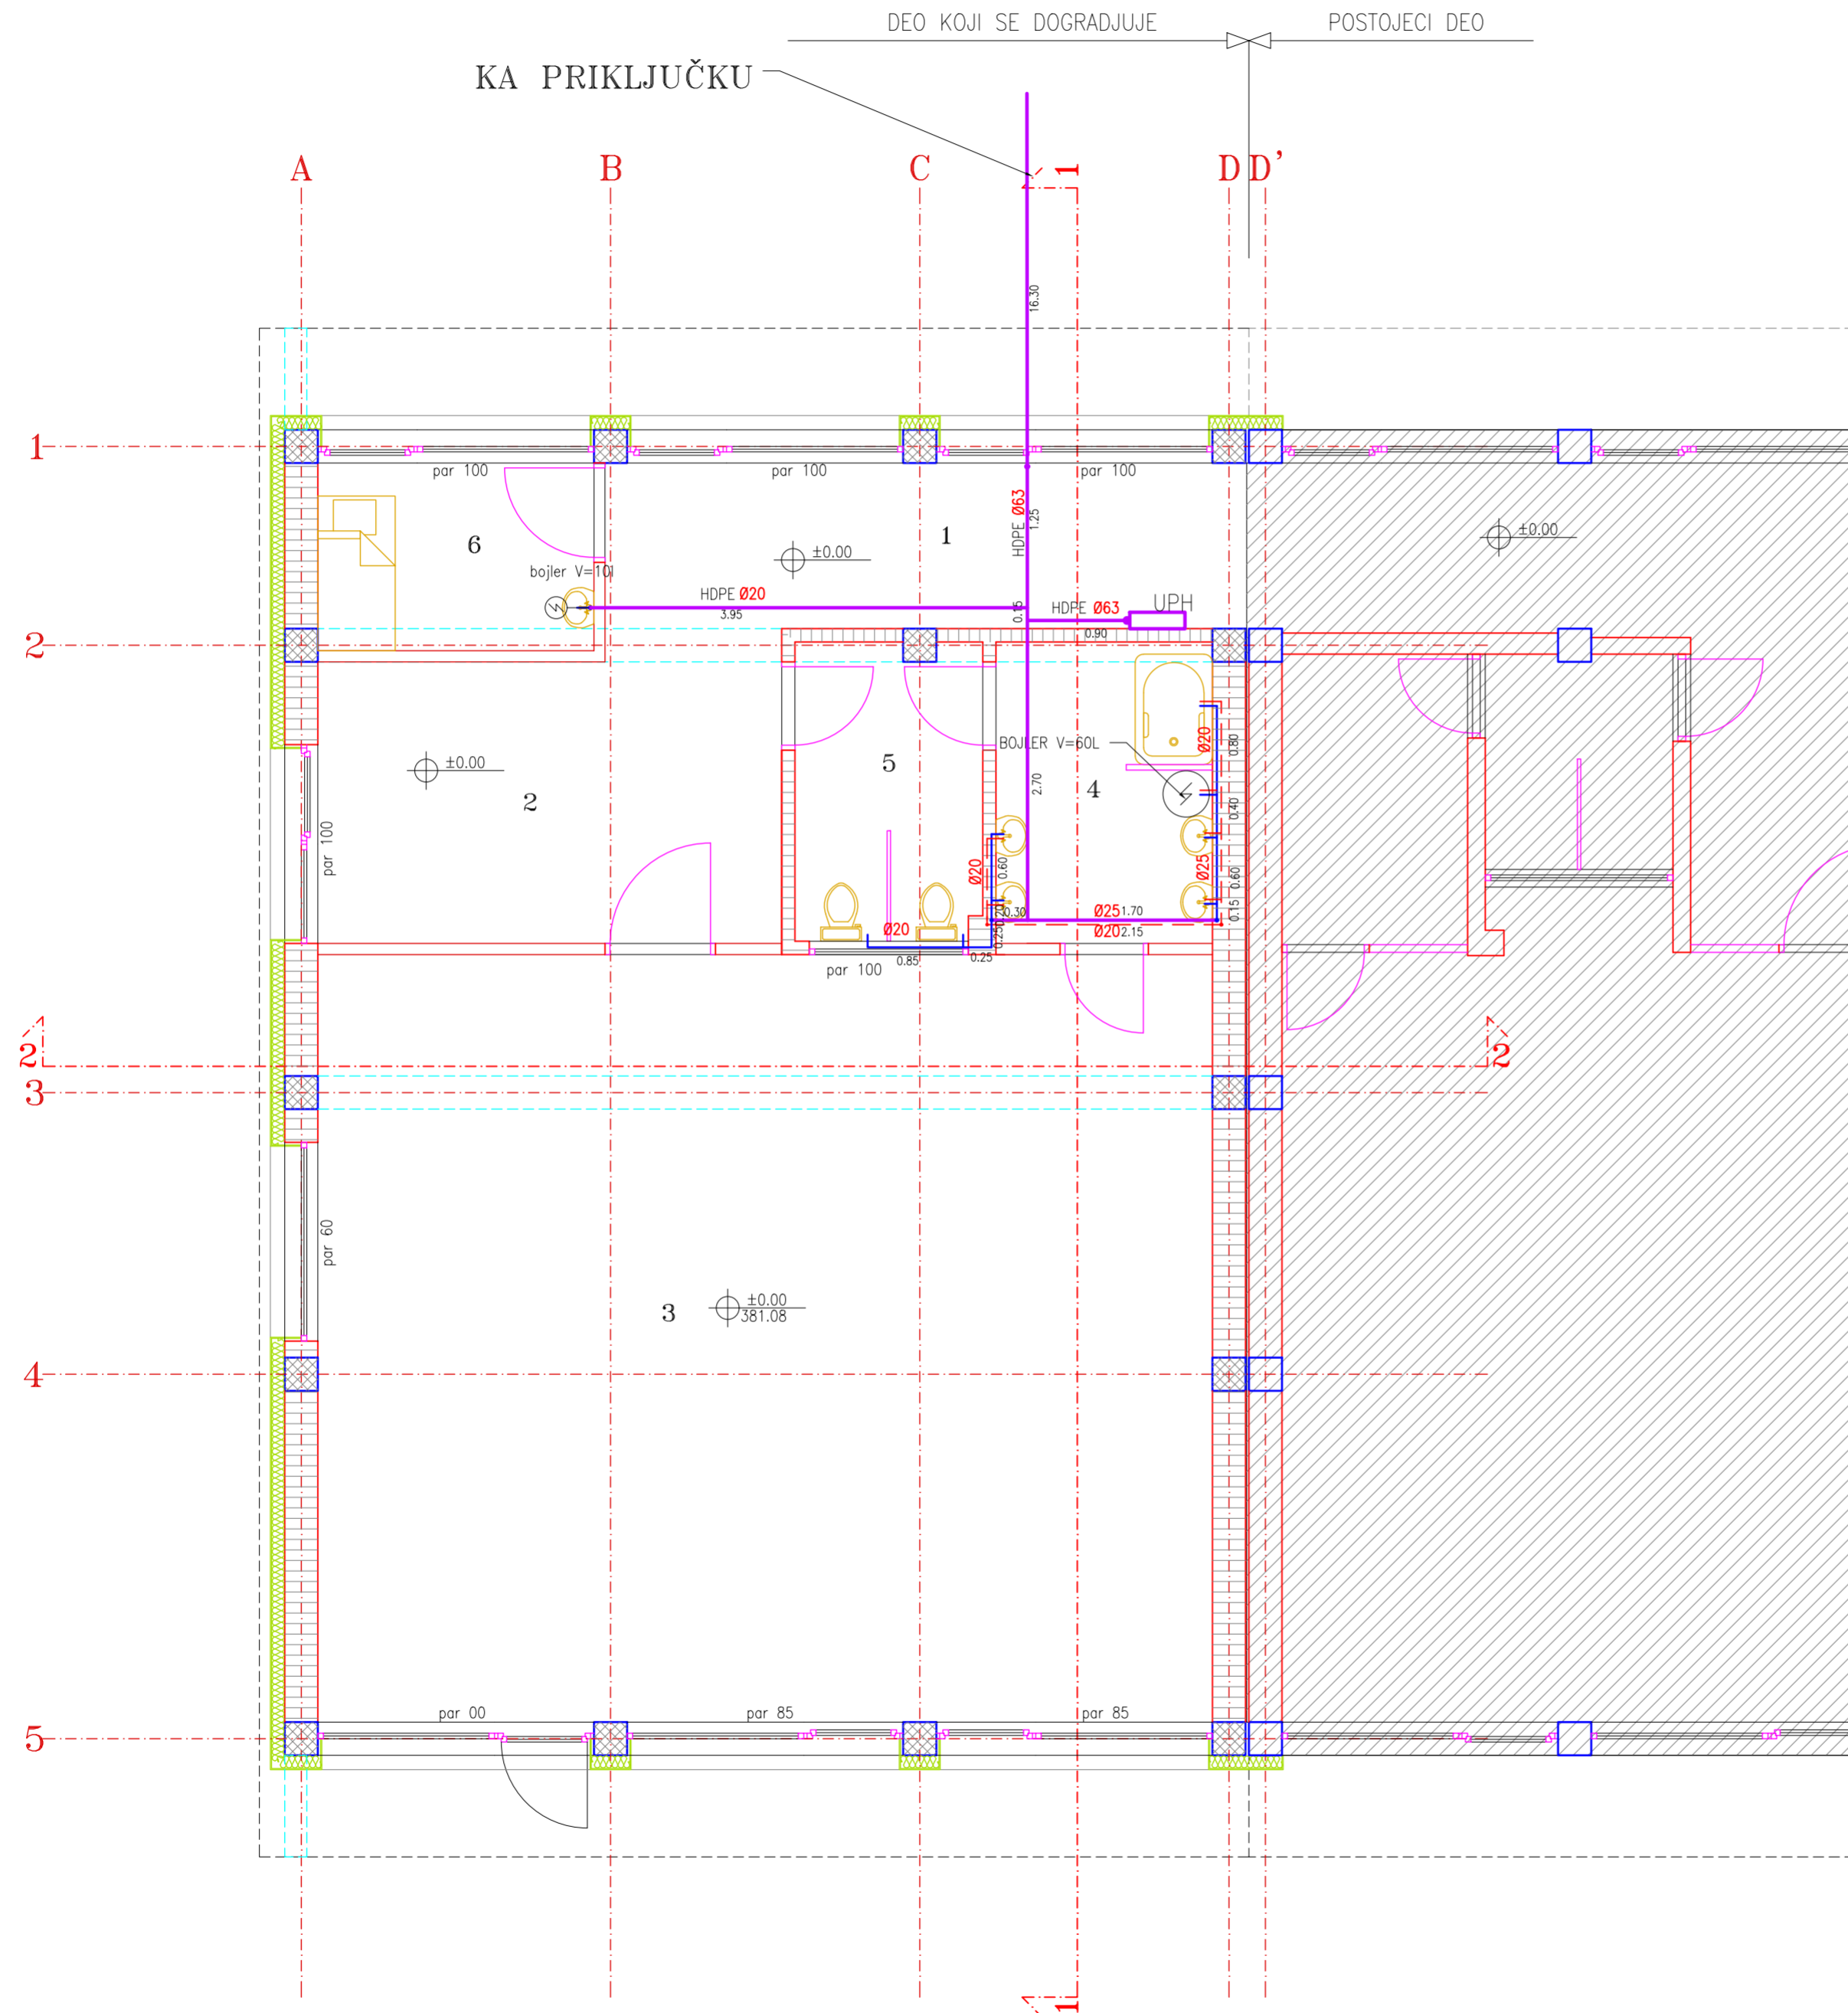 DEO KOJI SE DOGRADJUJE
POSTOJECI DEO
KA PRIKLJUČKU
A
B
C
1
D
D'
16.30
1
par 100
par 100
par 100
HDPE Ø63
1.25
6
1
±0.00
±0.00
bojler V=10l
HDPE Ø20
3.95
0.15
HDPE Ø63
UPH
0.90
2
BOJLER V=60L
Ø20
0.80
±0.00
5
2.70
4
0.40
2
par 100
Ø20
0.60
Ø25
0.60
0.30
0.20
Ø25
1.70
0.15
Ø20
0.25
Ø20
2.15
0.85
0.25
par 100
2
2
3
par 60
3
±0.00
381.08
4
par 00
par 85
par 85
5
1